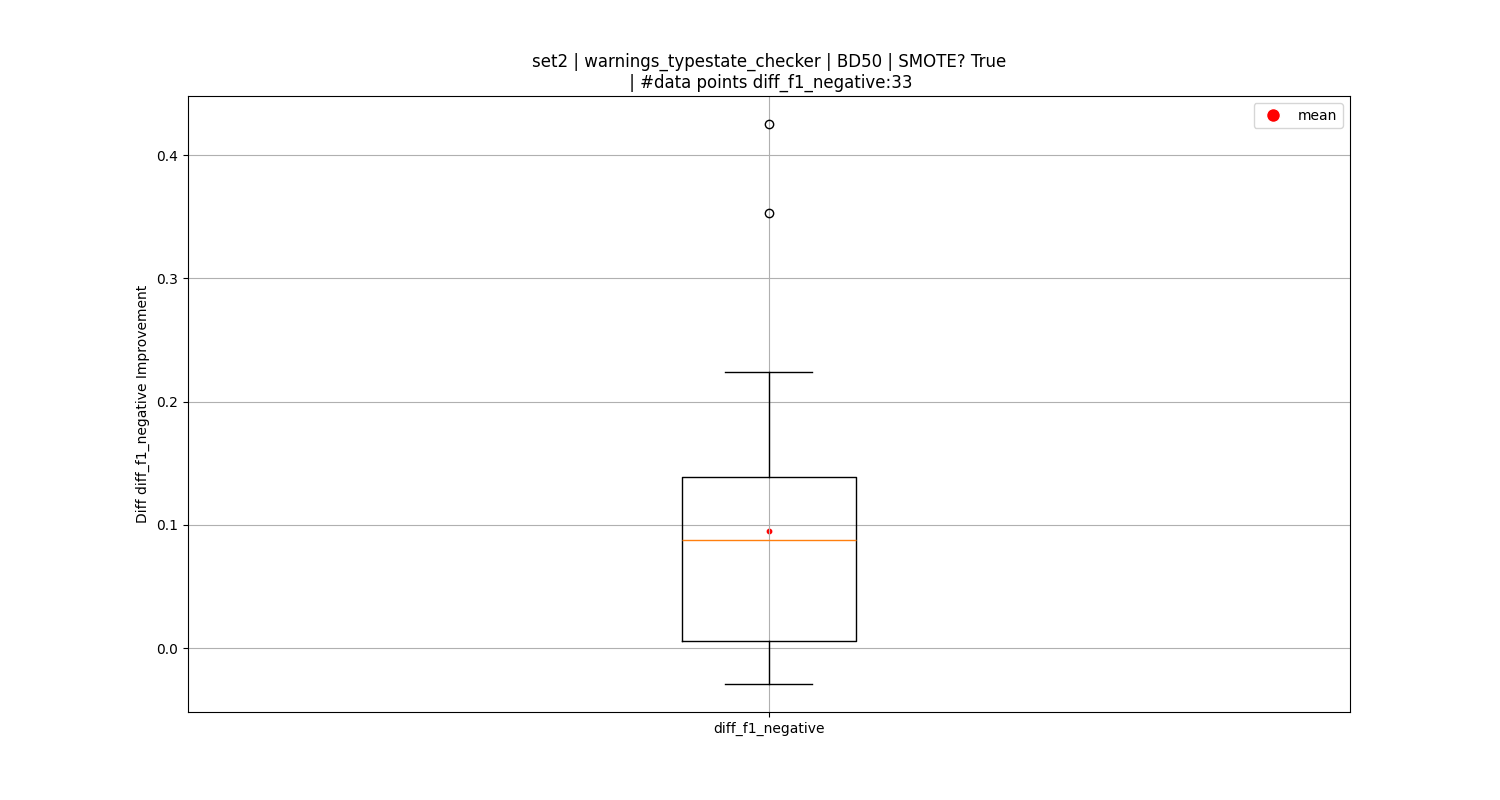 set2 | warnings_typestate_checker | BD50 | SMOTE? True
| #data points diff_f1_negative:33
mean
0.4
0.3
0.2
0.1
0.0
Diff diff_f1_negative Improvement
diff_f1_negative